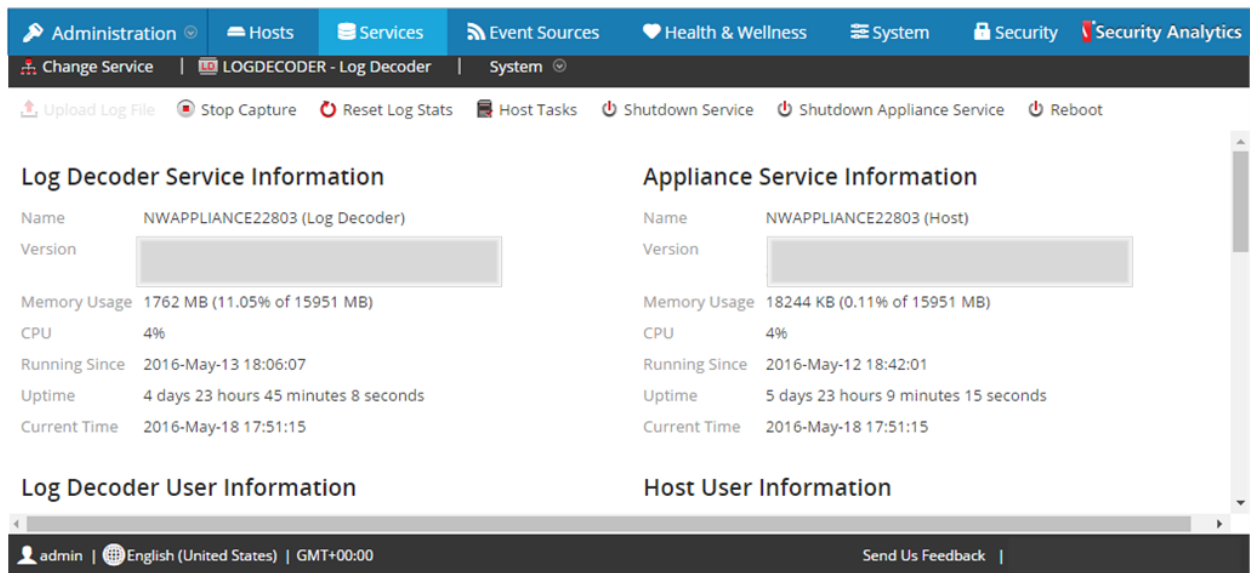 Administration Hosts Services Event Sources Health & Wellness System Security Security Analytics
Change Service | LD LOGDECODER - Log Decoder | System
Upload Log File Stop Capture Reset Log Stats Host Tasks Shutdown Service Shutdown Appliance Service Reboot
Log Decoder Service Information
Name NWAPPLIANCE22803 (Log Decoder)
Version
Memory Usage 1762 MB (11.05% of 15951 MB)
CPU 4%
Running Since 2016-May-13 18:06:07
Uptime 4 days 23 hours 45 minutes 8 seconds
Current Time 2016-May-18 17:51:15
Log Decoder User Information
Appliance Service Information
Name NWAPPLIANCE22803 (Host)
Version
Memory Usage 18244 KB (0.11% of 15951 MB)
CPU 4%
Running Since 2016-May-12 18:42:01
Uptime 5 days 23 hours 9 minutes 15 seconds
Current Time 2016-May-18 17:51:15
Host User Information
admin | English (United States) | GMT+00:00 Send Us Feedback |